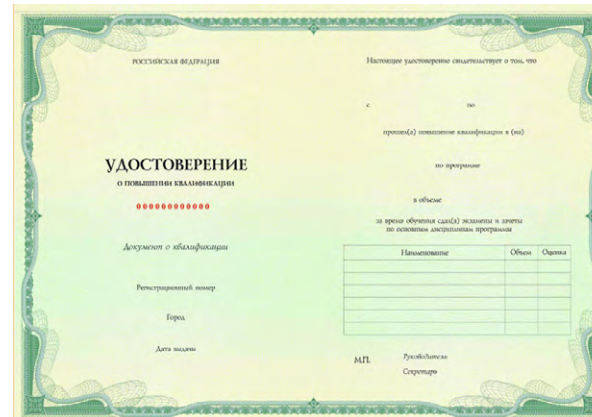 РОССИЙСКАЯ ФЕДЕРАЦИЯ
УДОСТОВЕРЕНИЕ
О ПОВЫШЕНИИ КВАЛИФИКАЦИИ
000000000000
Документ о квалификации
Регистрационный номер
Город
Дата выдачи
Настоящее удостоверение свидетельствует о том, что
с по
прошел(а) повышение квалификации в (на)
по программе
в объеме
за время обучения сдал(а) экзамены и зачеты
по основным дисциплинам программы
Наименование Объем Оценка
М.П. Руководитель
Секретарь